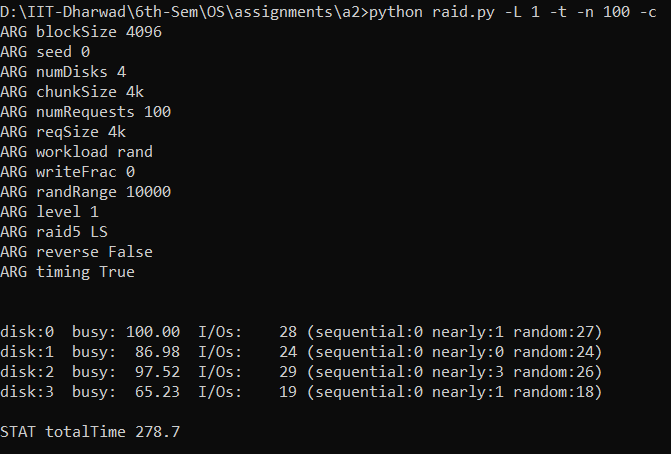 D:\IIT-Dharwad\6th-Sem\OS\assignments\a2>python raid.py -L 1 -t -n 100 -c
ARG blockSize 4096
ARG seed 0
ARG numDisks 4
ARG chunkSize 4k
ARG numRequests 100
ARG reqSize 4k
ARG workload rand
ARG writeFrac 0
ARG randRange 10000
ARG level 1
ARG raid5 LS
ARG reverse False
ARG timing True
disk:0  busy: 100.00  I/Os:    28 (sequential:0 nearly:1 random:27)
disk:1  busy:  86.98  I/Os:    24 (sequential:0 nearly:0 random:24)
disk:2  busy:  97.52  I/Os:    29 (sequential:0 nearly:3 random:26)
disk:3  busy:  65.23  I/Os:    19 (sequential:0 nearly:1 random:18)
STAT totalTime 278.7